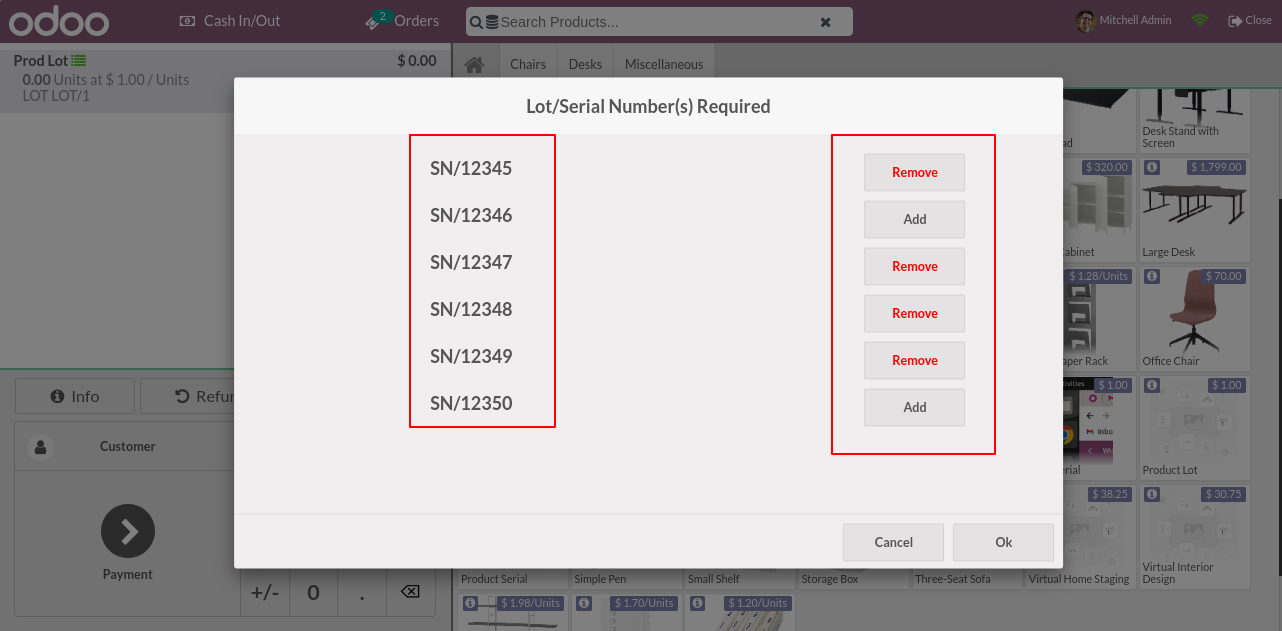 odoo
Cash In/Out
2
Orders
Search Products...
Mitchell Admin
Close
Prod Lot
$ 0.00
0.00 Units at $ 1.00 / Units
LOT LOT/1
Chairs
Desks
Miscellaneous
Lot/Serial Number(s) Required
SN/12345
Remove
SN/12346
Add
SN/12347
Remove
SN/12348
Remove
SN/12349
Remove
SN/12350
Add
Cancel
Ok
Info
Refun
Customer
Payment
+/-
0
.
Desk Stand with
Screen
$ 320.00
$ 1,799.00
Large Desk
$ 1.28/Units
$ 70.00
aper Rack
Office Chair
$ 1.00
$ 1.00
Inbo
Product Lot
$ 38.25
$ 30.75
Product Serial
Simple Pen
Small Shelf
Storage Box
Three-Seat Sofa
Virtual Home Staging
Virtual Interior
Design
$ 1.98/Units
$ 1.70/Units
$ 1.20/Units